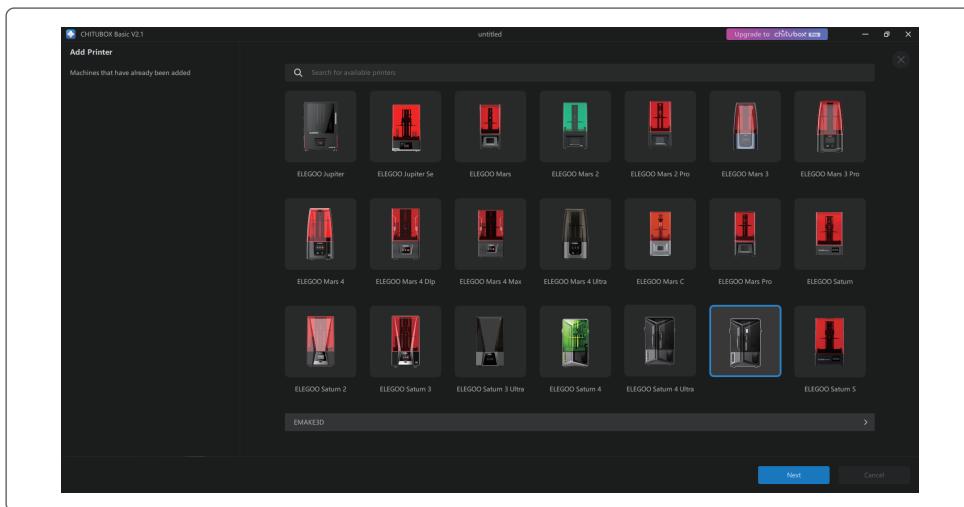 CHITUBOX Basic V2.1 untitled Upgrade to chitubox PRO
Add Printer
Machines that have already been added
Search for available printers
ELEGOO Jupiter ELEGOO Jupiter Se ELEGOO Mars ELEGOO Mars 2 ELEGOO Mars 2 Pro ELEGOO Mars 3 ELEGOO Mars 3 Pro
ELEGOO Mars 4 ELEGOO Mars 4 Dlp ELEGOO Mars 4 Max ELEGOO Mars 4 Ultra ELEGOO Mars C ELEGOO Mars Pro ELEGOO Saturn
ELEGOO Saturn 2 ELEGOO Saturn 3 ELEGOO Saturn 3 Ultra ELEGOO Saturn 4 ELEGOO Saturn 4 Ultra ELEGOO Saturn S
EMAKE3D
Next Cancel